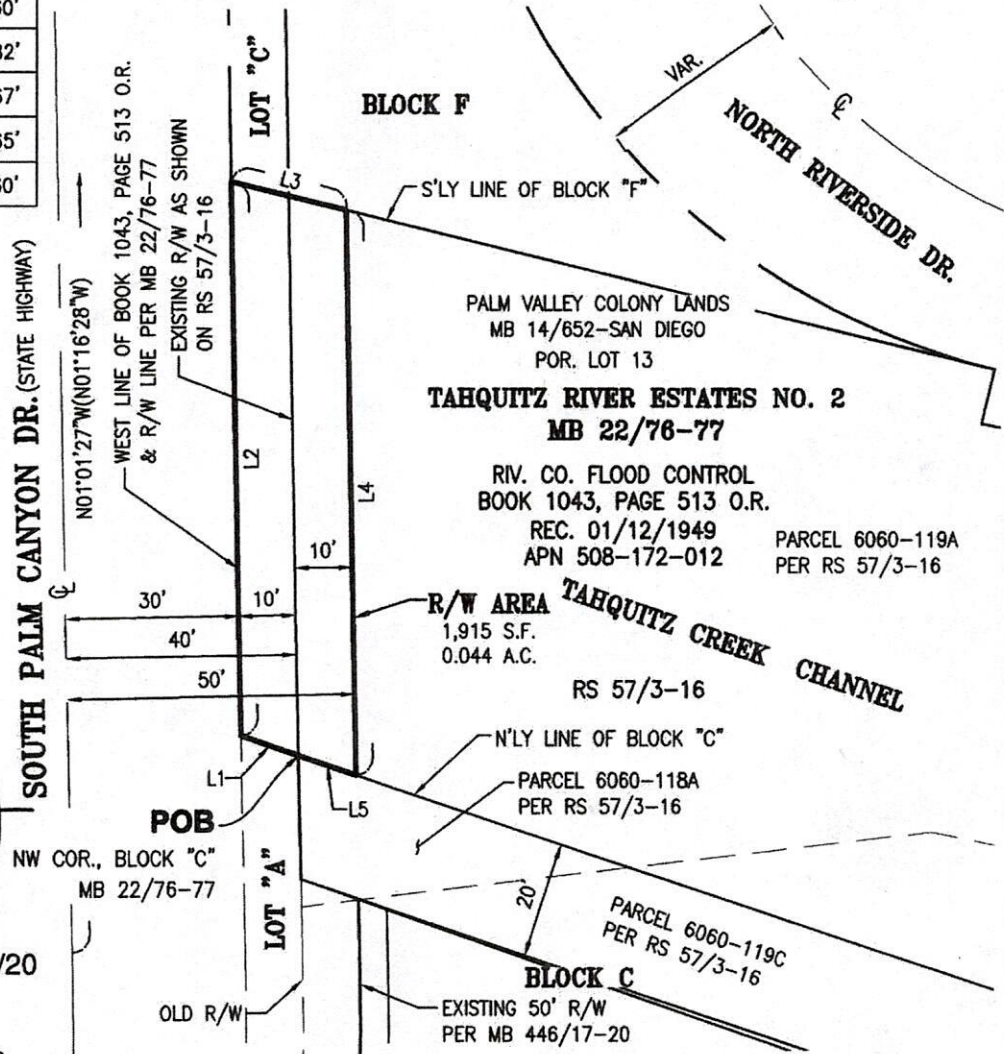 60'
32'
67'
65'
60'
LOT "C"
BLOCK F
VAR.
℄
NORTH RIVERSIDE DR.
L3
S'LY LINE OF BLOCK "F"
WEST LINE OF BOOK 1043, PAGE 513 O.R.
& R/W LINE PER MB 22/76-77
EXISTING R/W AS SHOWN
ON RS 57/3-16
SOUTH PALM CANYON DR. (STATE HIGHWAY)
N01°01'27"W(N01°16'28"W)
℄
PALM VALLEY COLONY LANDS
MB 14/652-SAN DIEGO
POR. LOT 13
TAHQUITZ RIVER ESTATES NO. 2
MB 22/76-77
L2
L4
RIV. CO. FLOOD CONTROL
BOOK 1043, PAGE 513 O.R.
REC. 01/12/1949
APN 508-172-012
PARCEL 6060-119A
PER RS 57/3-16
10'
30'
10'
40'
50'
R/W AREA
1,915 S.F.
0.044 A.C.
TAHQUITZ CREEK CHANNEL
RS 57/3-16
N'LY LINE OF BLOCK "C"
L1
L5
PARCEL 6060-118A
PER RS 57/3-16
POB
NW COR., BLOCK "C"
MB 22/76-77
LOT "A"
20'
PARCEL 6060-119C
PER RS 57/3-16
/20
BLOCK C
OLD R/W
EXISTING 50' R/W
PER MB 446/17-20